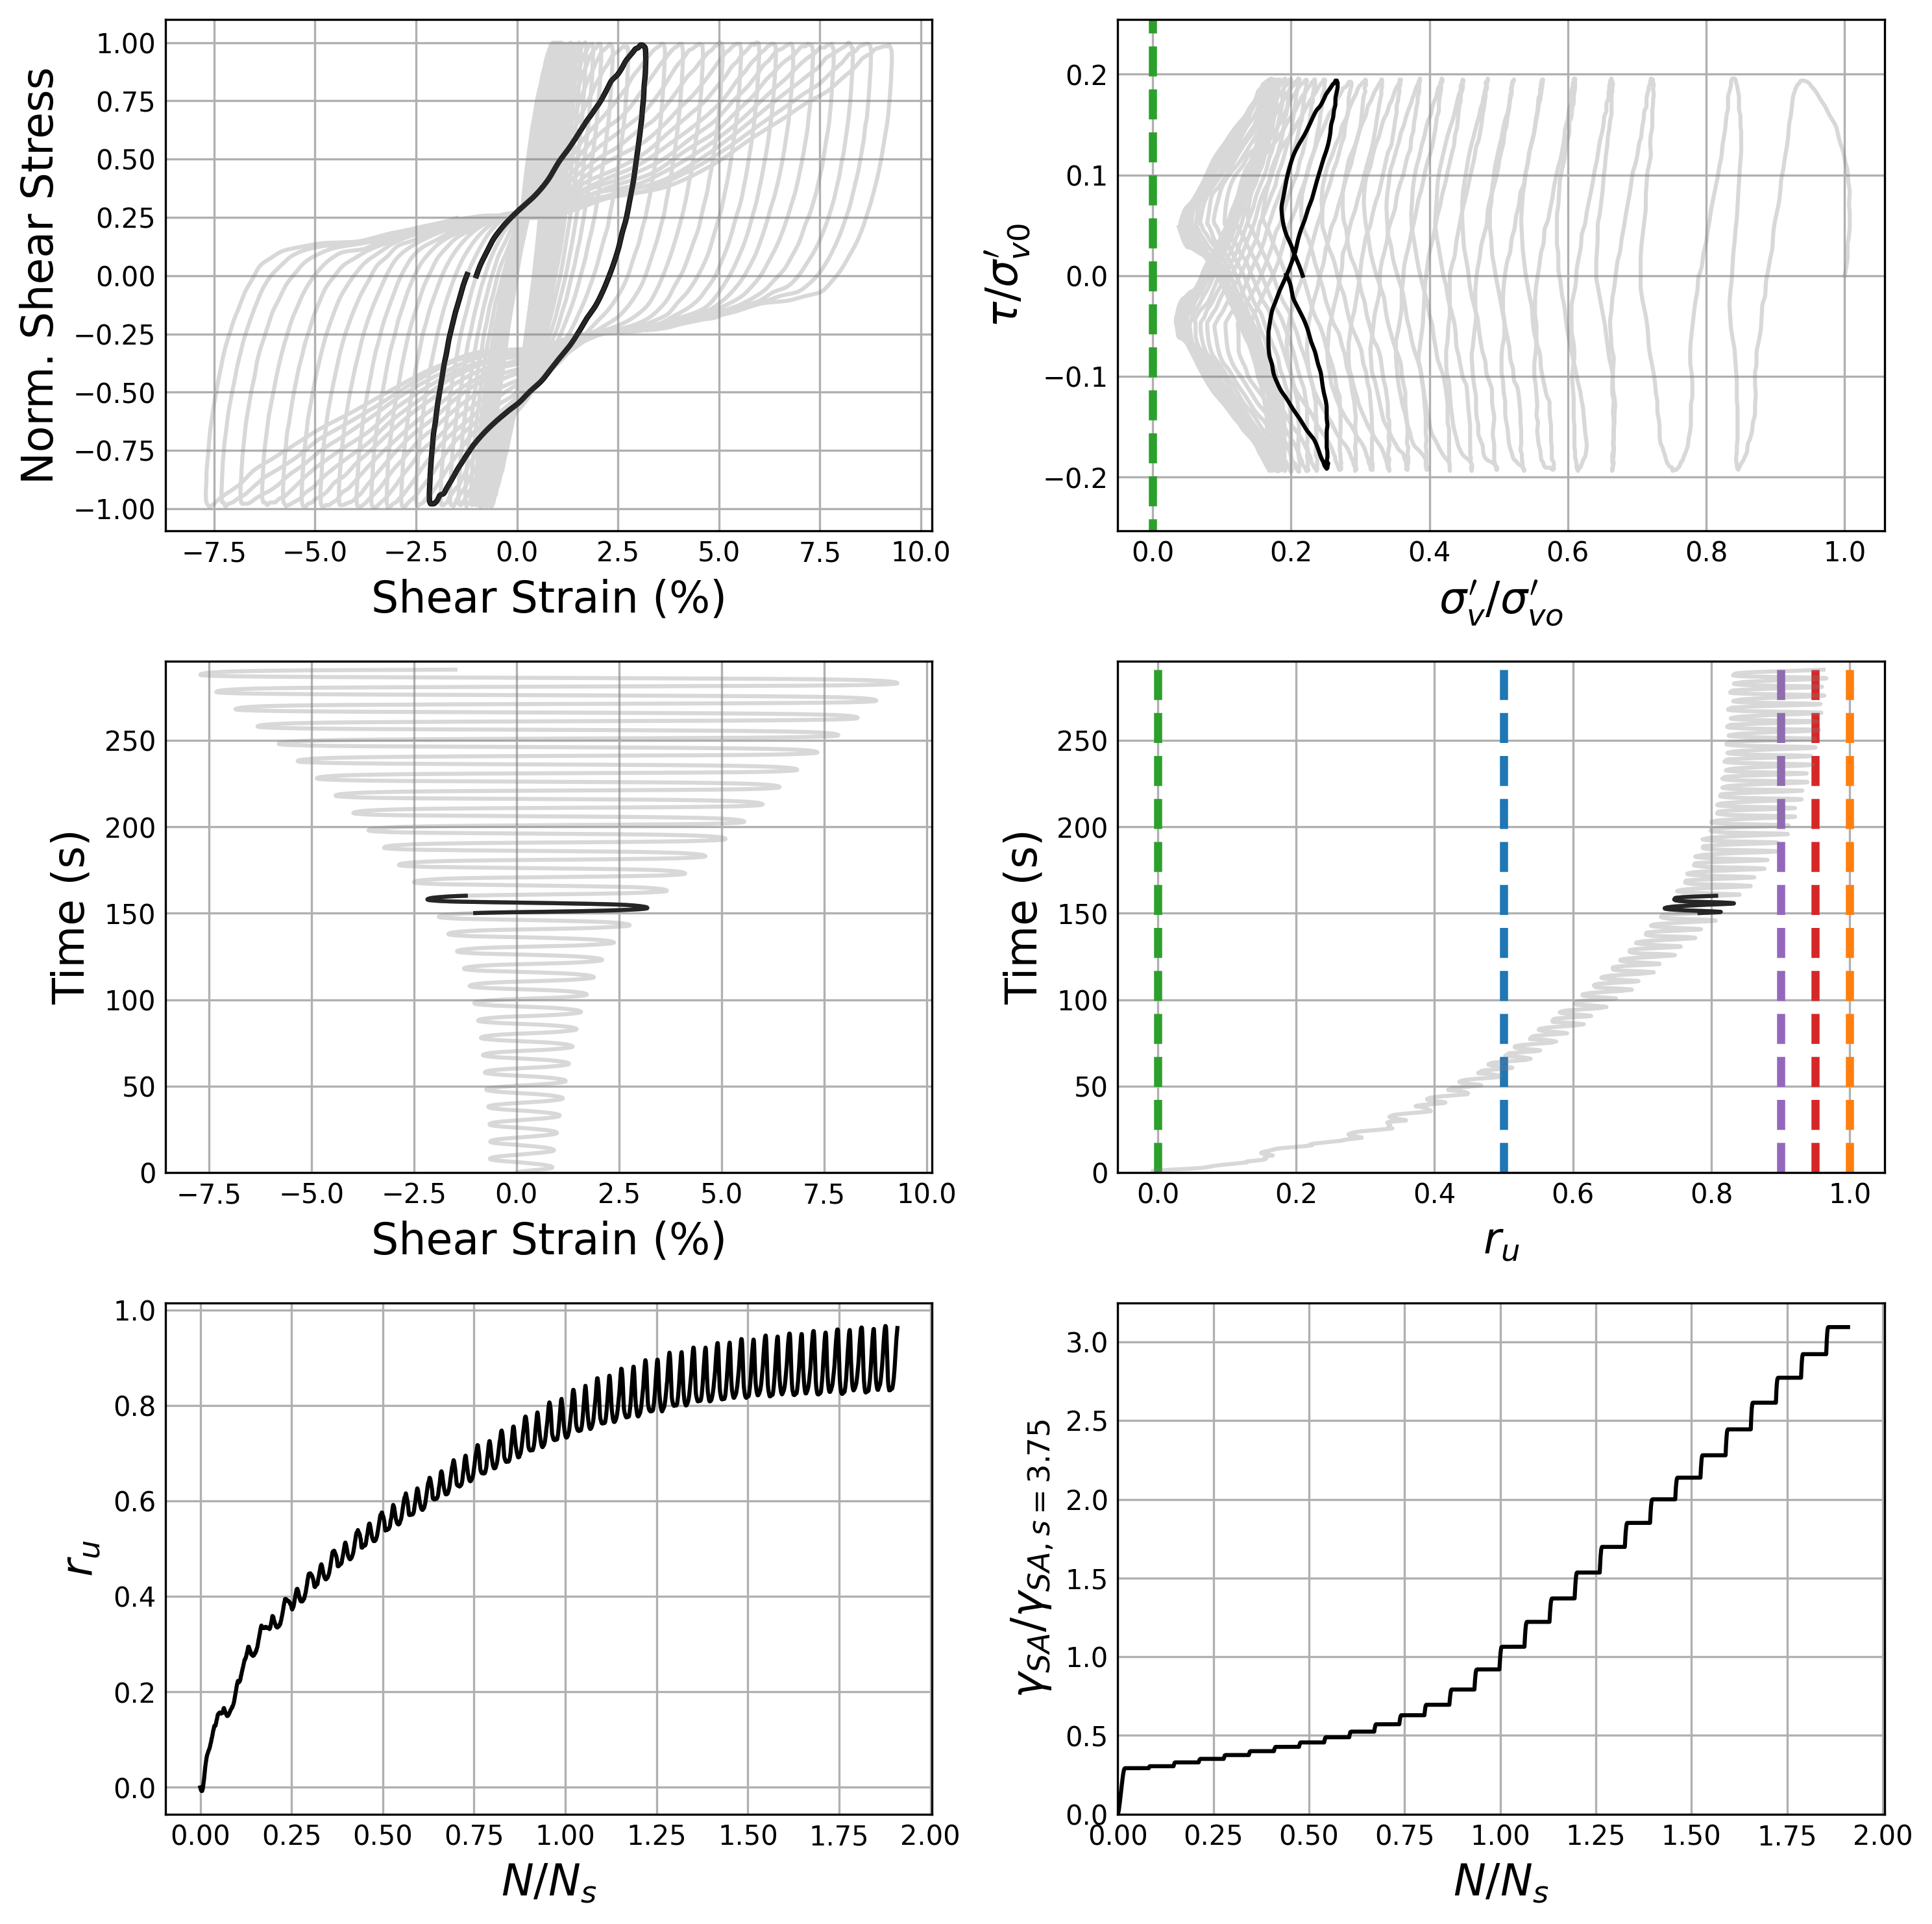 1.00
0.75
0.50
0.25
0.00
−0.25
−0.50
−0.75
−1.00
Norm. Shear Stress
−7.5 −5.0 −2.5 0.0 2.5 5.0 7.5 10.0
Shear Strain (%)
0.2
0.1
0.0
−0.1
−0.2
τ/σ′v0
0.0 0.2 0.4 0.6 0.8 1.0
σ′v/σ′vo
250
200
150
100
50
0
Time (s)
−7.5 −5.0 −2.5 0.0 2.5 5.0 7.5 10.0
Shear Strain (%)
250
200
150
100
50
0
Time (s)
0.0 0.2 0.4 0.6 0.8 1.0
ru
1.0
0.8
0.6
0.4
0.2
0.0
ru
0.00 0.25 0.50 0.75 1.00 1.25 1.50 1.75 2.00
N/Ns
3.0
2.5
2.0
1.5
1.0
0.5
0.0
γSA/γSA, s = 3.75
0.00 0.25 0.50 0.75 1.00 1.25 1.50 1.75 2.00
N/Ns